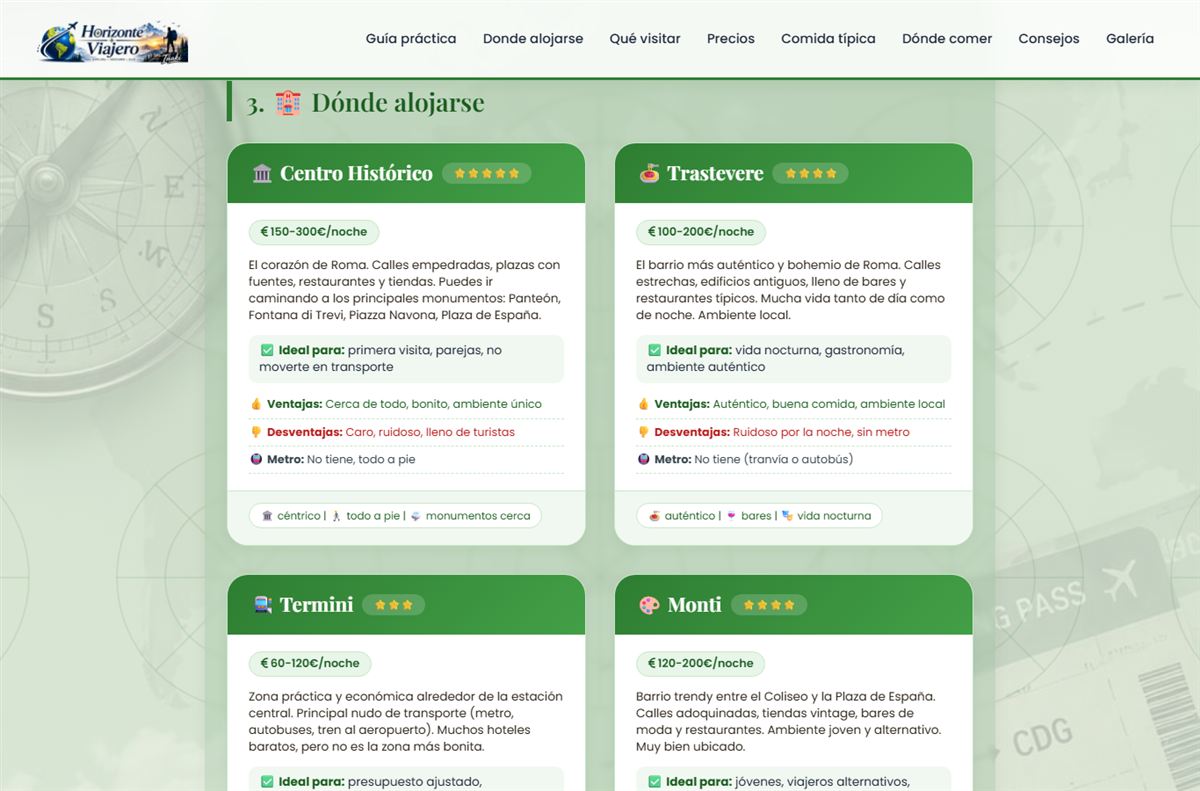 Horizonte
Viajero
Guía práctica
Donde alojarse
Qué visitar
Precios
Comida típica
Dónde comer
Consejos
Galería
3. 🏨 Dónde alojarse
🏛️ Centro Histórico ⭐⭐⭐⭐⭐
€ 150-300€/noche
El corazón de Roma. Calles empedradas, plazas con
fuentes, restaurantes y tiendas. Puedes ir
caminando a los principales monumentos: Panteón,
Fontana di Trevi, Piazza Navona, Plaza de España.
✅ Ideal para: primera visita, parejas, no
moverte en transporte
👍 Ventajas: Cerca de todo, bonito, ambiente único
👎 Desventajas: Caro, ruidoso, lleno de turistas
🚇 Metro: No tiene, todo a pie
🏛️ céntrico | 🚶 todo a pie | ⛲ monumentos cerca
🍝 Trastevere ⭐⭐⭐⭐
€ 100-200€/noche
El barrio más auténtico y bohemio de Roma. Calles
estrechas, edificios antiguos, lleno de bares y
restaurantes típicos. Mucha vida tanto de día como
de noche. Ambiente local.
✅ Ideal para: vida nocturna, gastronomía,
ambiente auténtico
👍 Ventajas: Auténtico, buena comida, ambiente local
👎 Desventajas: Ruidoso por la noche, sin metro
🚇 Metro: No tiene (tranvía o autobús)
🍝 auténtico | 🍷 bares | 🎭 vida nocturna
🚉 Termini ⭐⭐⭐
€ 60-120€/noche
Zona práctica y económica alrededor de la estación
central. Principal nudo de transporte (metro,
autobuses, tren al aeropuerto). Muchos hoteles
baratos, pero no es la zona más bonita.
✅ Ideal para: presupuesto ajustado,
🎨 Monti ⭐⭐⭐⭐
€ 120-200€/noche
Barrio trendy entre el Coliseo y la Plaza de España.
Calles adoquinadas, tiendas vintage, bares de
moda y restaurantes. Ambiente joven y alternativo.
Muy bien ubicado.
✅ Ideal para: jóvenes, viajeros alternativos,
E
S
S
G PASS
CDG